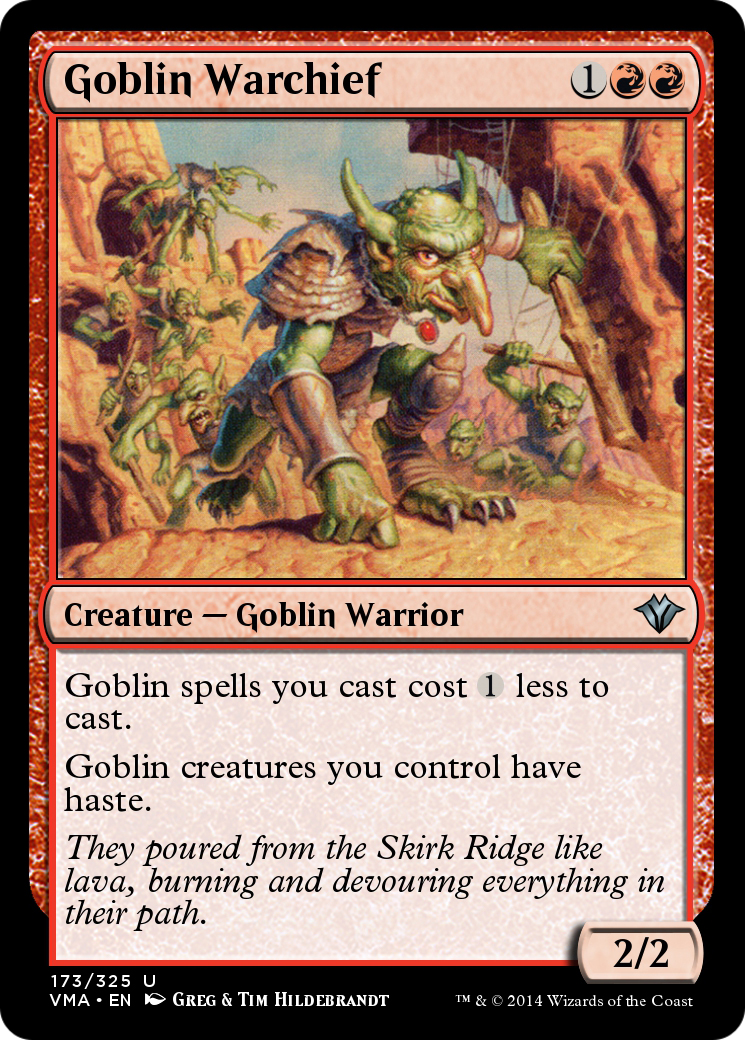 Goblin Warchief 1
Creature — Goblin Warrior
Goblin spells you cast cost 1 less to
cast.
Goblin creatures you control have
haste.
They poured from the Skirk Ridge like
lava, burning and devouring everything in
their path.
2/2
173/325 U
VMA • EN Greg & Tim Hildebrandt ™ & © 2014 Wizards of the Coast